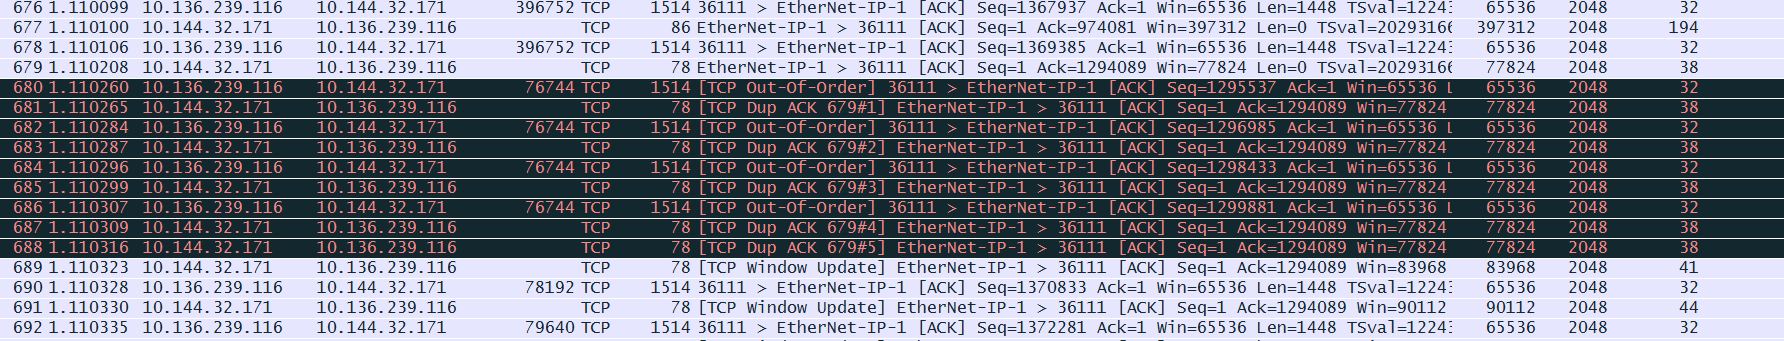 676 1.110099 10.136.239.116 10.144.32.171 396752 TCP 1514 36111 > EtherNet-IP-1 [ACK] Seq=1367937 Ack=1 Win=65536 Len=1448 TSval=12243 65536 2048 32
677 1.110100 10.144.32.171 10.136.239.116 TCP 86 EtherNet-IP-1 > 36111 [ACK] Seq=1 Ack=974081 Win=397312 Len=0 TSval=20293166 397312 2048 194
678 1.110106 10.136.239.116 10.144.32.171 396752 TCP 1514 36111 > EtherNet-IP-1 [ACK] Seq=1369385 Ack=1 Win=65536 Len=1448 TSval=12243 65536 2048 32
679 1.110208 10.144.32.171 10.136.239.116 TCP 78 EtherNet-IP-1 > 36111 [ACK] Seq=1 Ack=1294089 Win=77824 Len=0 TSval=20293166 77824 2048 38
680 1.110260 10.136.239.116 10.144.32.171 76744 TCP 1514 [TCP Out-Of-Order] 36111 > EtherNet-IP-1 [ACK] Seq=1295537 Ack=1 Win=65536 L 65536 2048 32
681 1.110265 10.144.32.171 10.136.239.116 TCP 78 [TCP Dup ACK 679#1] EtherNet-IP-1 > 36111 [ACK] Seq=1 Ack=1294089 Win=77824 77824 2048 38
682 1.110284 10.136.239.116 10.144.32.171 76744 TCP 1514 [TCP Out-Of-Order] 36111 > EtherNet-IP-1 [ACK] Seq=1296985 Ack=1 Win=65536 L 65536 2048 32
683 1.110287 10.144.32.171 10.136.239.116 TCP 78 [TCP Dup ACK 679#2] EtherNet-IP-1 > 36111 [ACK] Seq=1 Ack=1294089 Win=77824 77824 2048 38
684 1.110296 10.136.239.116 10.144.32.171 76744 TCP 1514 [TCP Out-Of-Order] 36111 > EtherNet-IP-1 [ACK] Seq=1298433 Ack=1 Win=65536 L 65536 2048 32
685 1.110299 10.144.32.171 10.136.239.116 TCP 78 [TCP Dup ACK 679#3] EtherNet-IP-1 > 36111 [ACK] Seq=1 Ack=1294089 Win=77824 77824 2048 38
686 1.110307 10.136.239.116 10.144.32.171 76744 TCP 1514 [TCP Out-Of-Order] 36111 > EtherNet-IP-1 [ACK] Seq=1299881 Ack=1 Win=65536 L 65536 2048 32
687 1.110309 10.144.32.171 10.136.239.116 TCP 78 [TCP Dup ACK 679#4] EtherNet-IP-1 > 36111 [ACK] Seq=1 Ack=1294089 Win=77824 77824 2048 38
688 1.110316 10.144.32.171 10.136.239.116 TCP 78 [TCP Dup ACK 679#5] EtherNet-IP-1 > 36111 [ACK] Seq=1 Ack=1294089 Win=77824 77824 2048 38
689 1.110323 10.144.32.171 10.136.239.116 TCP 78 [TCP Window Update] EtherNet-IP-1 > 36111 [ACK] Seq=1 Ack=1294089 Win=83968 83968 2048 41
690 1.110328 10.136.239.116 10.144.32.171 78192 TCP 1514 36111 > EtherNet-IP-1 [ACK] Seq=1370833 Ack=1 Win=65536 Len=1448 TSval=12243 65536 2048 32
691 1.110330 10.144.32.171 10.136.239.116 TCP 78 [TCP Window Update] EtherNet-IP-1 > 36111 [ACK] Seq=1 Ack=1294089 Win=90112 90112 2048 44
692 1.110335 10.136.239.116 10.144.32.171 79640 TCP 1514 36111 > EtherNet-IP-1 [ACK] Seq=1372281 Ack=1 Win=65536 Len=1448 TSval=12243 65536 2048 32